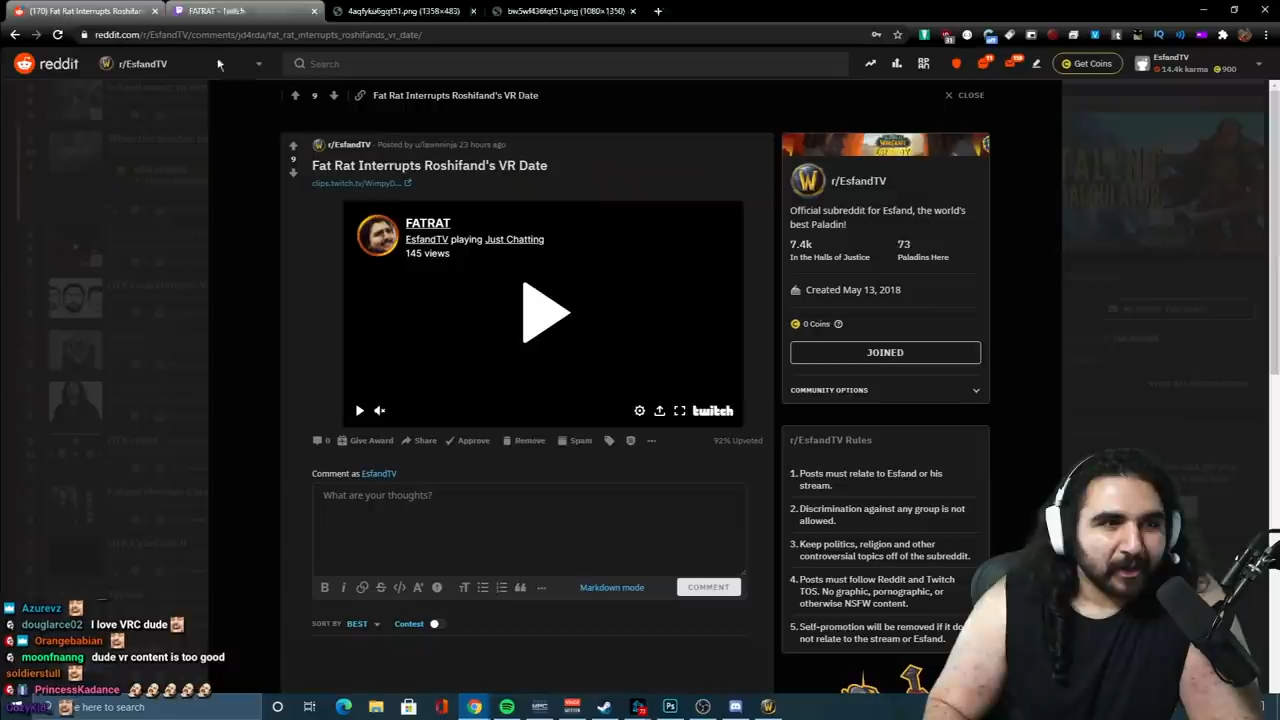 (170) Fat Rat Interrupts Roshifand's
FATRAT - Twitch
4aqfyku6gqt51.png (1358×483)
bw5wf436fqt51.png (1080×1350)
reddit.com/r/EsfandTV/comments/jd4rda/fat_rat_interrupts_roshifands_vr_date/
reddit
r/EsfandTV
Search
Get Coins
EsfandTV
14.4k karma
900
9
Fat Rat Interrupts Roshifand's VR Date
CLOSE
r/EsfandTV · Posted by u/lawnninja 23 hours ago
9
Fat Rat Interrupts Roshifand's VR Date
clips.twitch.tv/WimpyD...
FATRAT
EsfandTV playing Just Chatting
145 views
twitch
0
Give Award
Share
Approve
Remove
Spam
92% Upvoted
Comment as EsfandTV
What are your thoughts?
Markdown mode
COMMENT
SORT BY BEST
Contest
r/EsfandTV
Official subreddit for Esfand, the world's
best Paladin!
7.4k
73
In the Halls of Justice
Paladins Here
Created May 13, 2018
0 Coins
JOINED
COMMUNITY OPTIONS
r/EsfandTV Rules
1. Posts must relate to Esfand or his
stream.
2. Discrimination against any group is not
allowed.
3. Keep politics, religion and other
controversial topics off of the subreddit.
4. Posts must follow Reddit and Twitch
TOS. No graphic, pornographic, or
otherwise NSFW content.
5. Self-promotion will be removed if it do
not relate to the stream or Esfand.
Azurevz
douglarce02 I love VRC dude
Orangebabian
moofnanng dude vr content is too good
soldierstull
PrincessKadance
here to search